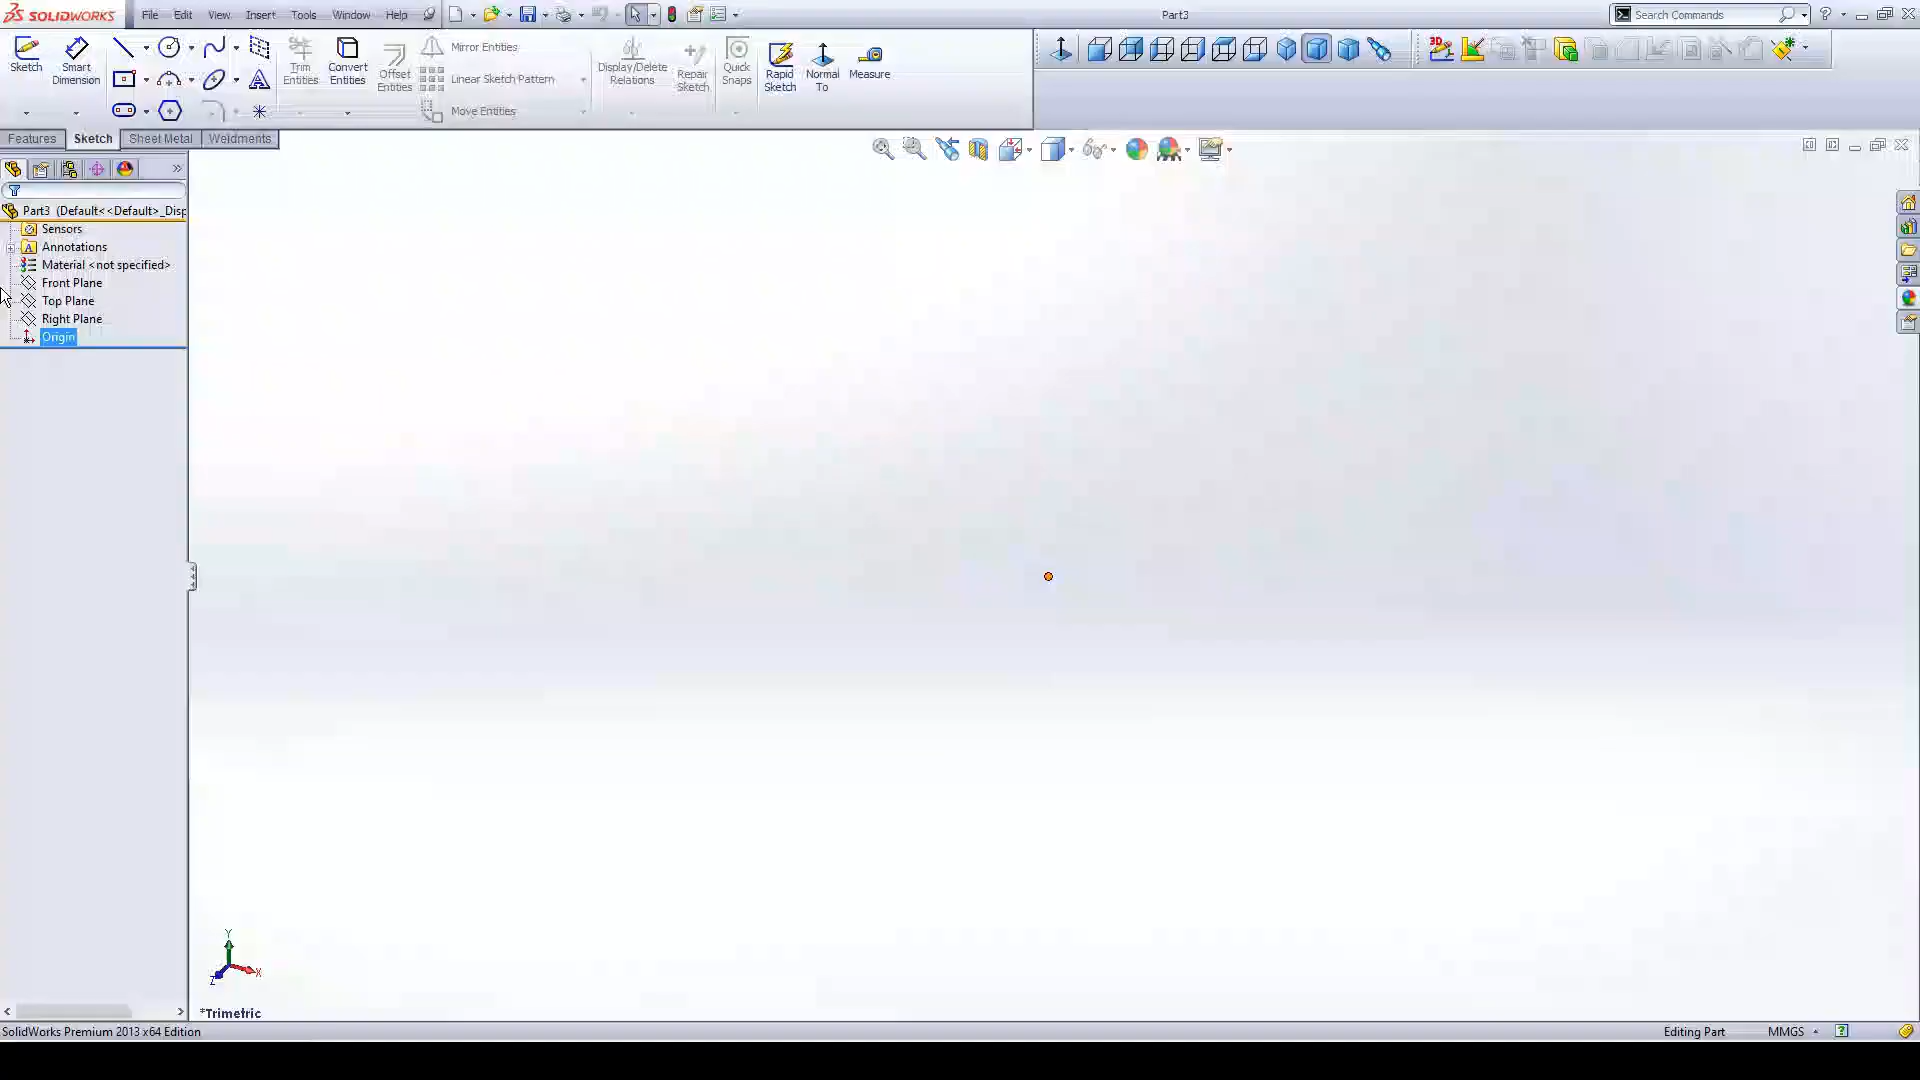 SOLIDWORKS File Edit View Insert Tools Window Help Part3 Search Commands
Sketch Smart Dimension Trim Entities Convert Entities Offset Entities Mirror Entities Linear Sketch Pattern Move Entities Display/Delete Relations Repair Sketch Quick Snaps Rapid Sketch Normal To Measure 3D
Features Sketch Sheet Metal Weldments
Part3 (Default<<Default>_Disp
Sensors
A Annotations
Material <not specified>
Front Plane
Top Plane
Right Plane
Origin
Y
X
Z
*Trimetric
SolidWorks Premium 2013 x64 Edition Editing Part MMGS ?